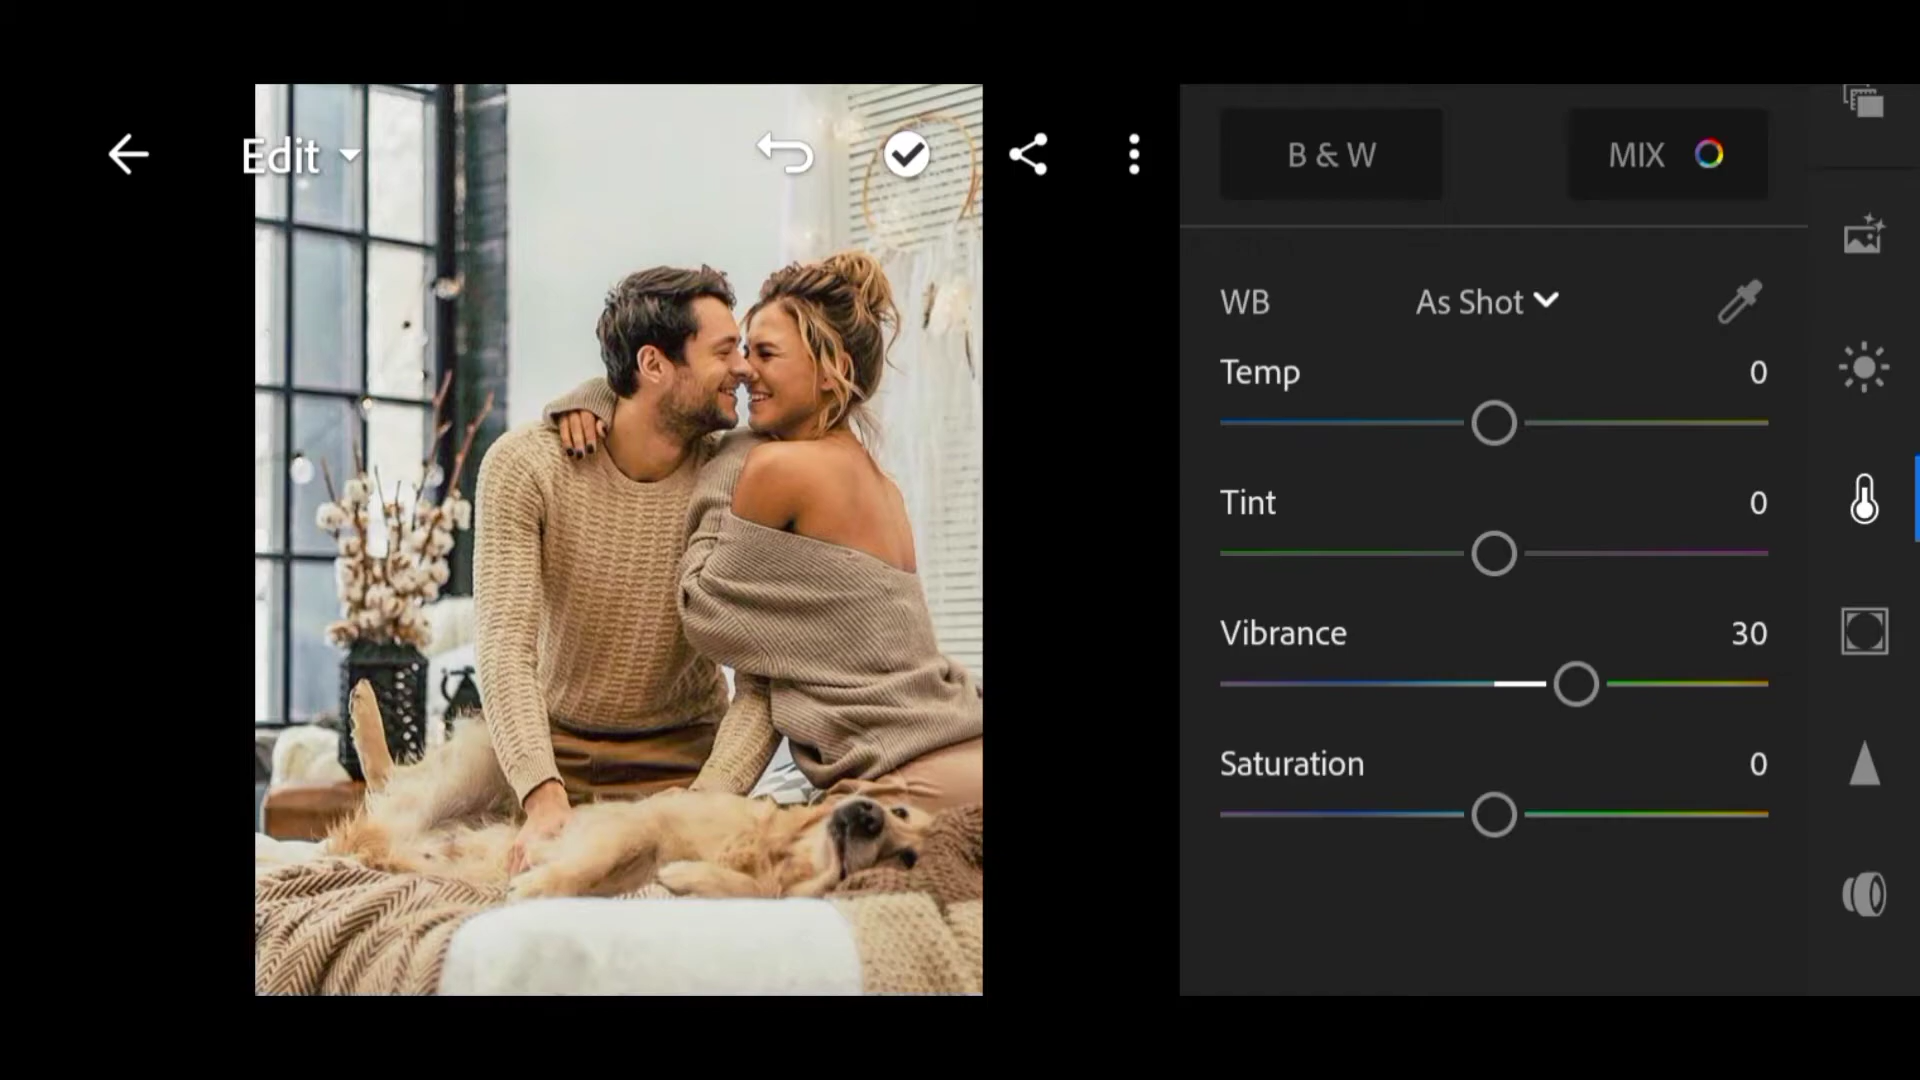 Edit
B & W
MIX
WB
As Shot
Temp
0
Tint
0
Vibrance
30
Saturation
0